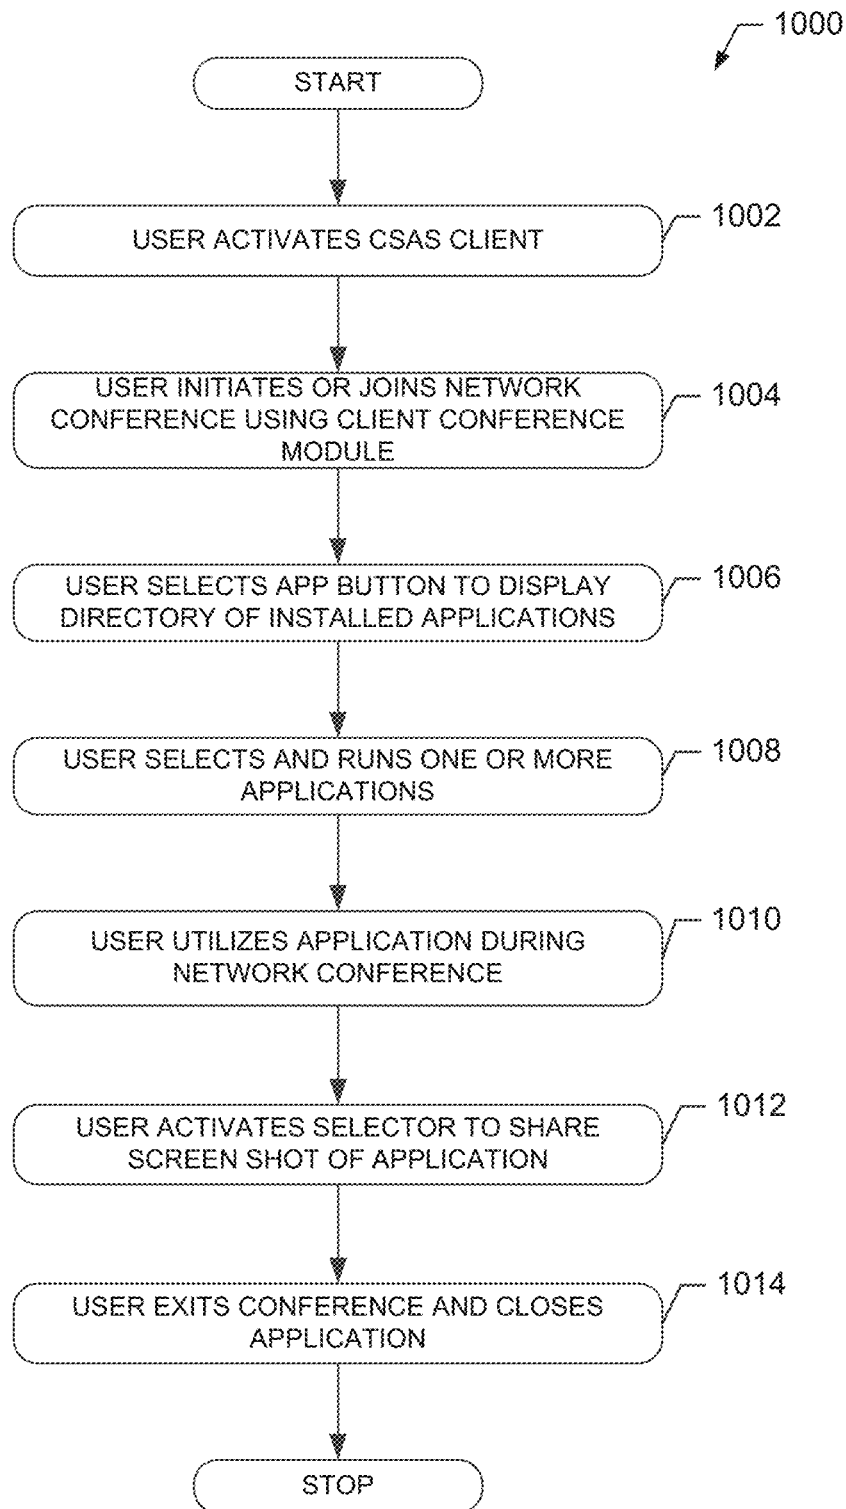 1000
START
USER ACTIVATES CSAS CLIENT
1002
USER INITIATES OR JOINS NETWORK
CONFERENCE USING CLIENT CONFERENCE
MODULE
1004
USER SELECTS APP BUTTON TO DISPLAY
DIRECTORY OF INSTALLED APPLICATIONS
1006
USER SELECTS AND RUNS ONE OR MORE
APPLICATIONS
1008
USER UTILIZES APPLICATION DURING
NETWORK CONFERENCE
1010
USER ACTIVATES SELECTOR TO SHARE
SCREEN SHOT OF APPLICATION
1012
USER EXITS CONFERENCE AND CLOSES
APPLICATION
1014
STOP